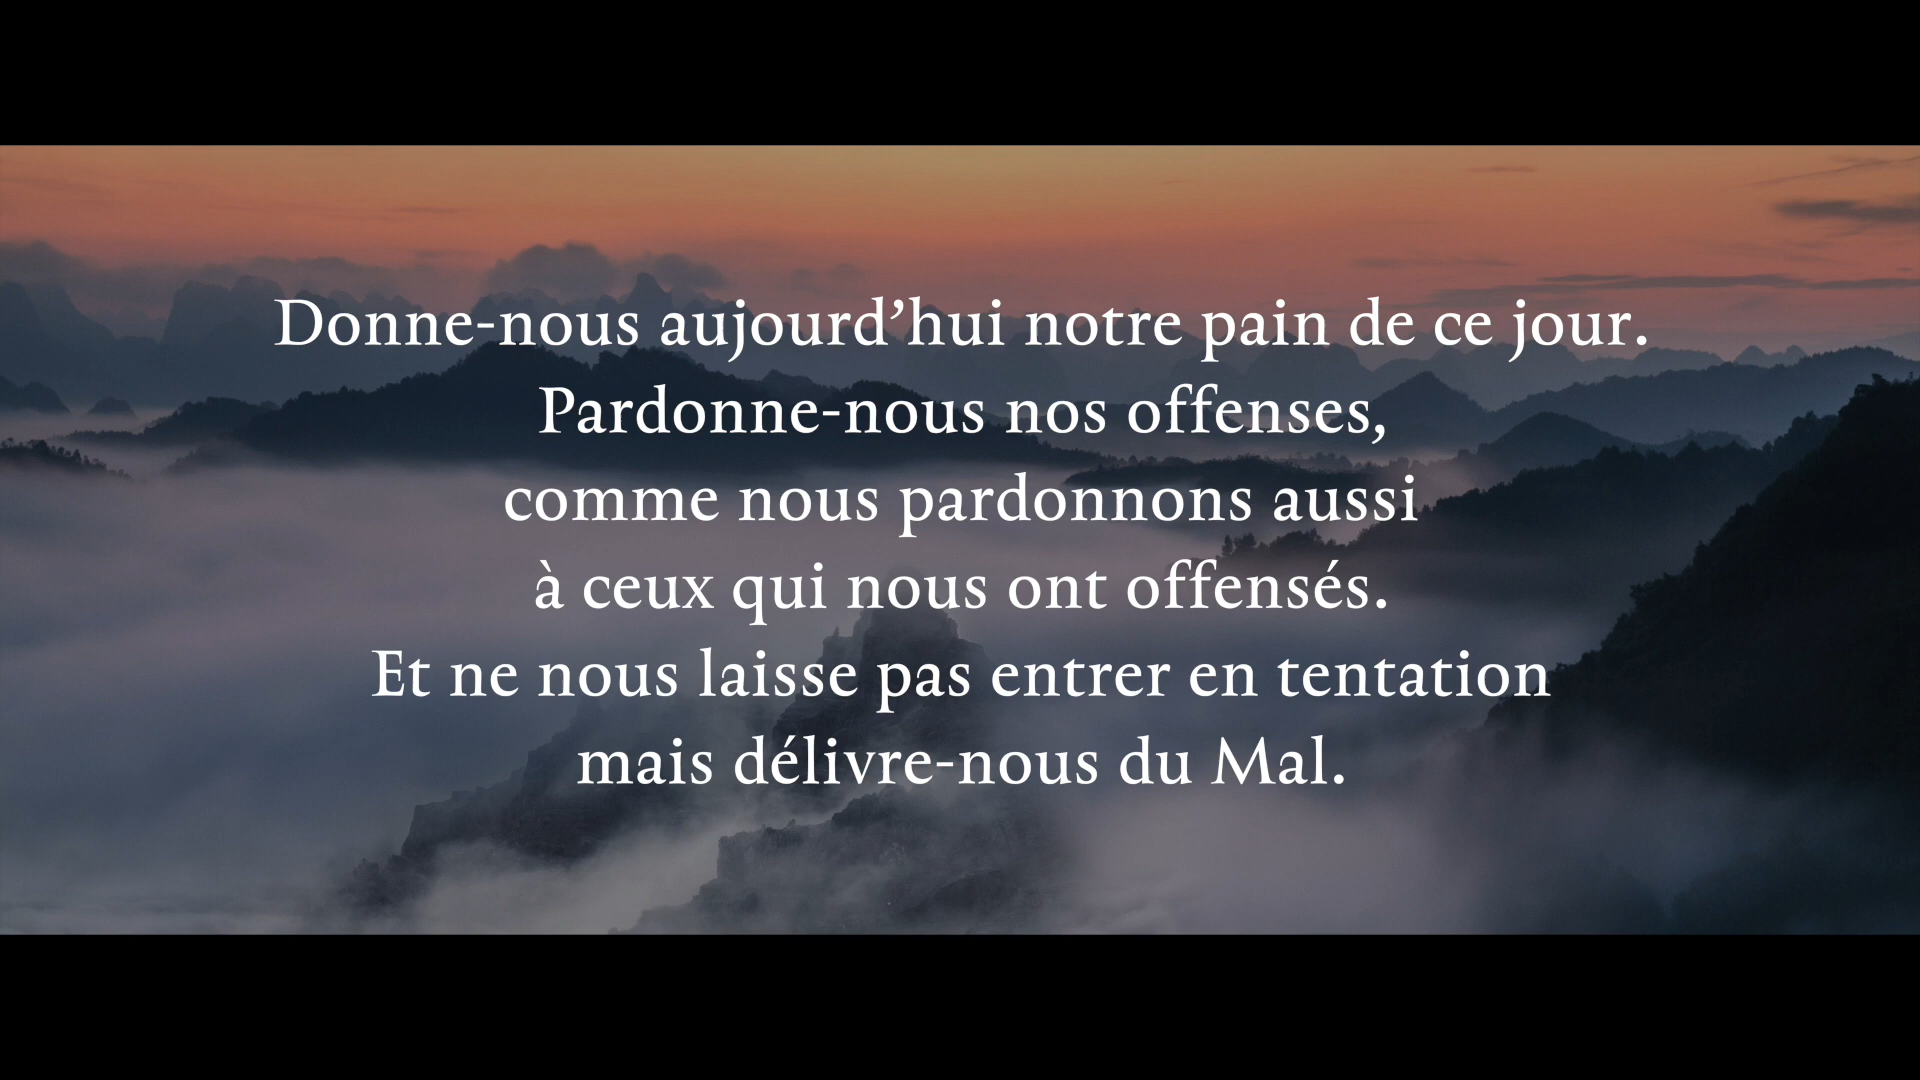 Donne-nous aujourd’hui notre pain de ce jour.
Pardonne-nous nos offenses,
comme nous pardonnons aussi
à ceux qui nous ont offensés.
Et ne nous laisse pas entrer en tentation
mais délivre-nous du Mal.